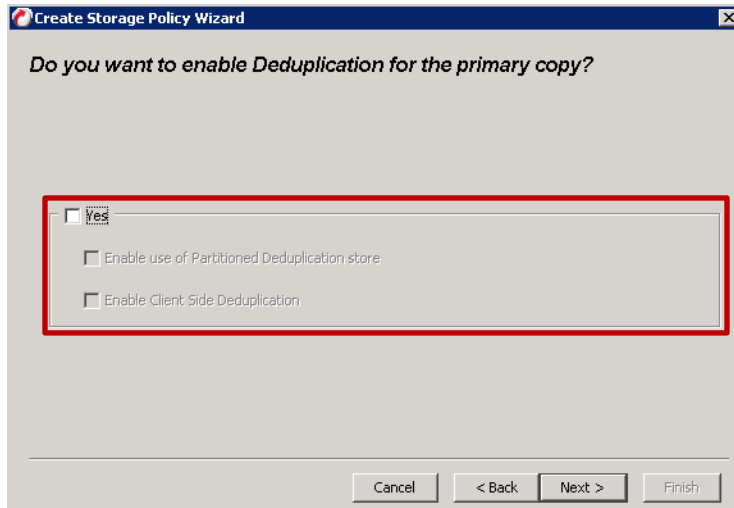 Create Storage Policy Wizard
Do you want to enable Deduplication for the primary copy?
Yes
Enable use of Partitioned Deduplication store
Enable Client Side Deduplication
Cancel < Back Next > Finish